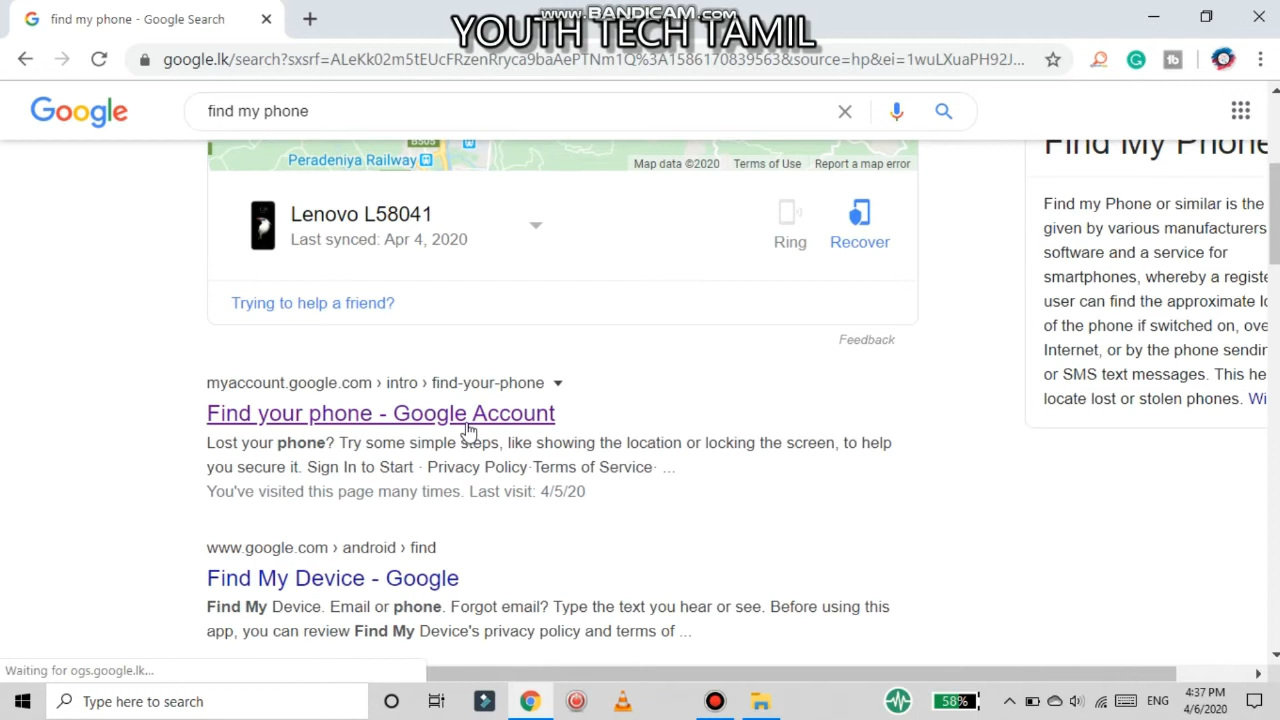 www.BANDICAM.com
find my phone - Google Search
YOUTH TECH TAMIL
google.lk/search?sxsrf=ALeKk02m5tEUcFRzenRryca9baAePTNm1Q%3A1586170839563&source=hp&ei=1wuLXuaPH92J...
Google
find my phone
Peradeniya Railway
Map data ©2020 Terms of Use Report a map error
Find My Phone
Lenovo L58041
Last synced: Apr 4, 2020
Ring
Recover
Trying to help a friend?
Feedback
Find my Phone or similar is the
given by various manufacturers
software and a service for
smartphones, whereby a registe
user can find the approximate lo
of the phone if switched on, ove
Internet, or by the phone sendin
or SMS text messages. This he
locate lost or stolen phones. Wi
myaccount.google.com › intro › find-your-phone
Find your phone - Google Account
Lost your phone? Try some simple steps, like showing the location or locking the screen, to help
you secure it. Sign In to Start · Privacy Policy·Terms of Service· ...
You've visited this page many times. Last visit: 4/5/20
www.google.com › android › find
Find My Device - Google
Find My Device. Email or phone. Forgot email? Type the text you hear or see. Before using this
app, you can review Find My Device's privacy policy and terms of ...
Waiting for ogs.google.lk...
Type here to search
58%
ENG
4:37 PM
4/6/2020